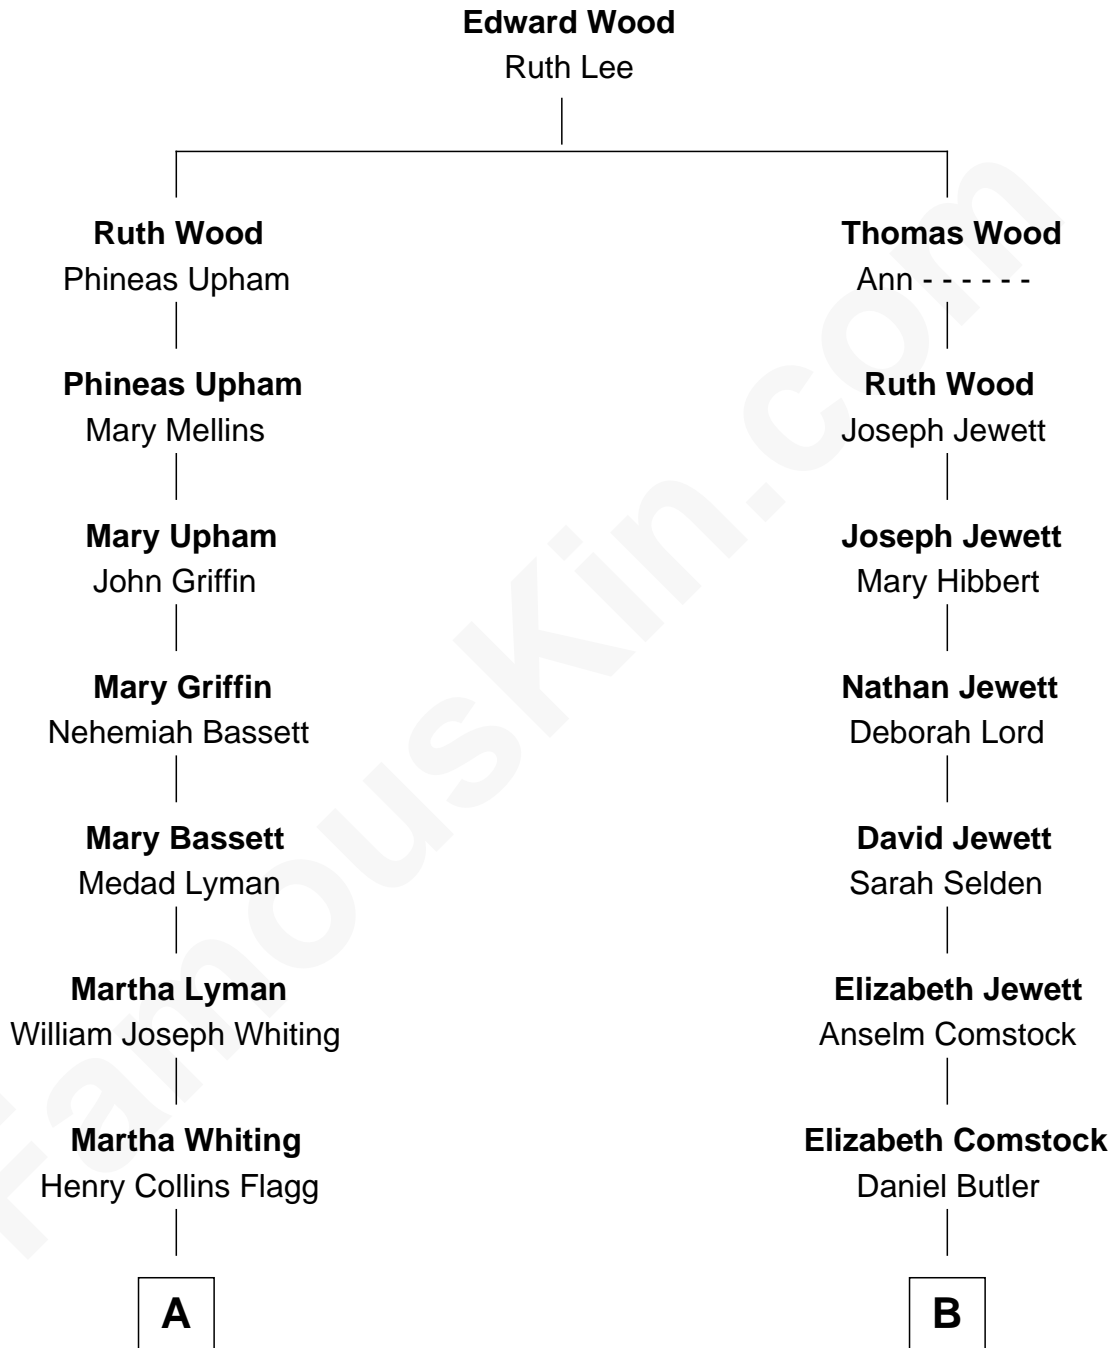 Edward Wood
Ruth Lee
Ruth Wood
Phineas Upham
Thomas Wood
Ann - - - - - -
Phineas Upham
Mary Mellins
Ruth Wood
Joseph Jewett
Mary Upham
John Griffin
Joseph Jewett
Mary Hibbert
Mary Griffin
Nehemiah Bassett
Nathan Jewett
Deborah Lord
Mary Bassett
Medad Lyman
David Jewett
Sarah Selden
Martha Lyman
William Joseph Whiting
Elizabeth Jewett
Anselm Comstock
Martha Whiting
Henry Collins Flagg
Elizabeth Comstock
Daniel Butler
A
B
FamousKin.com